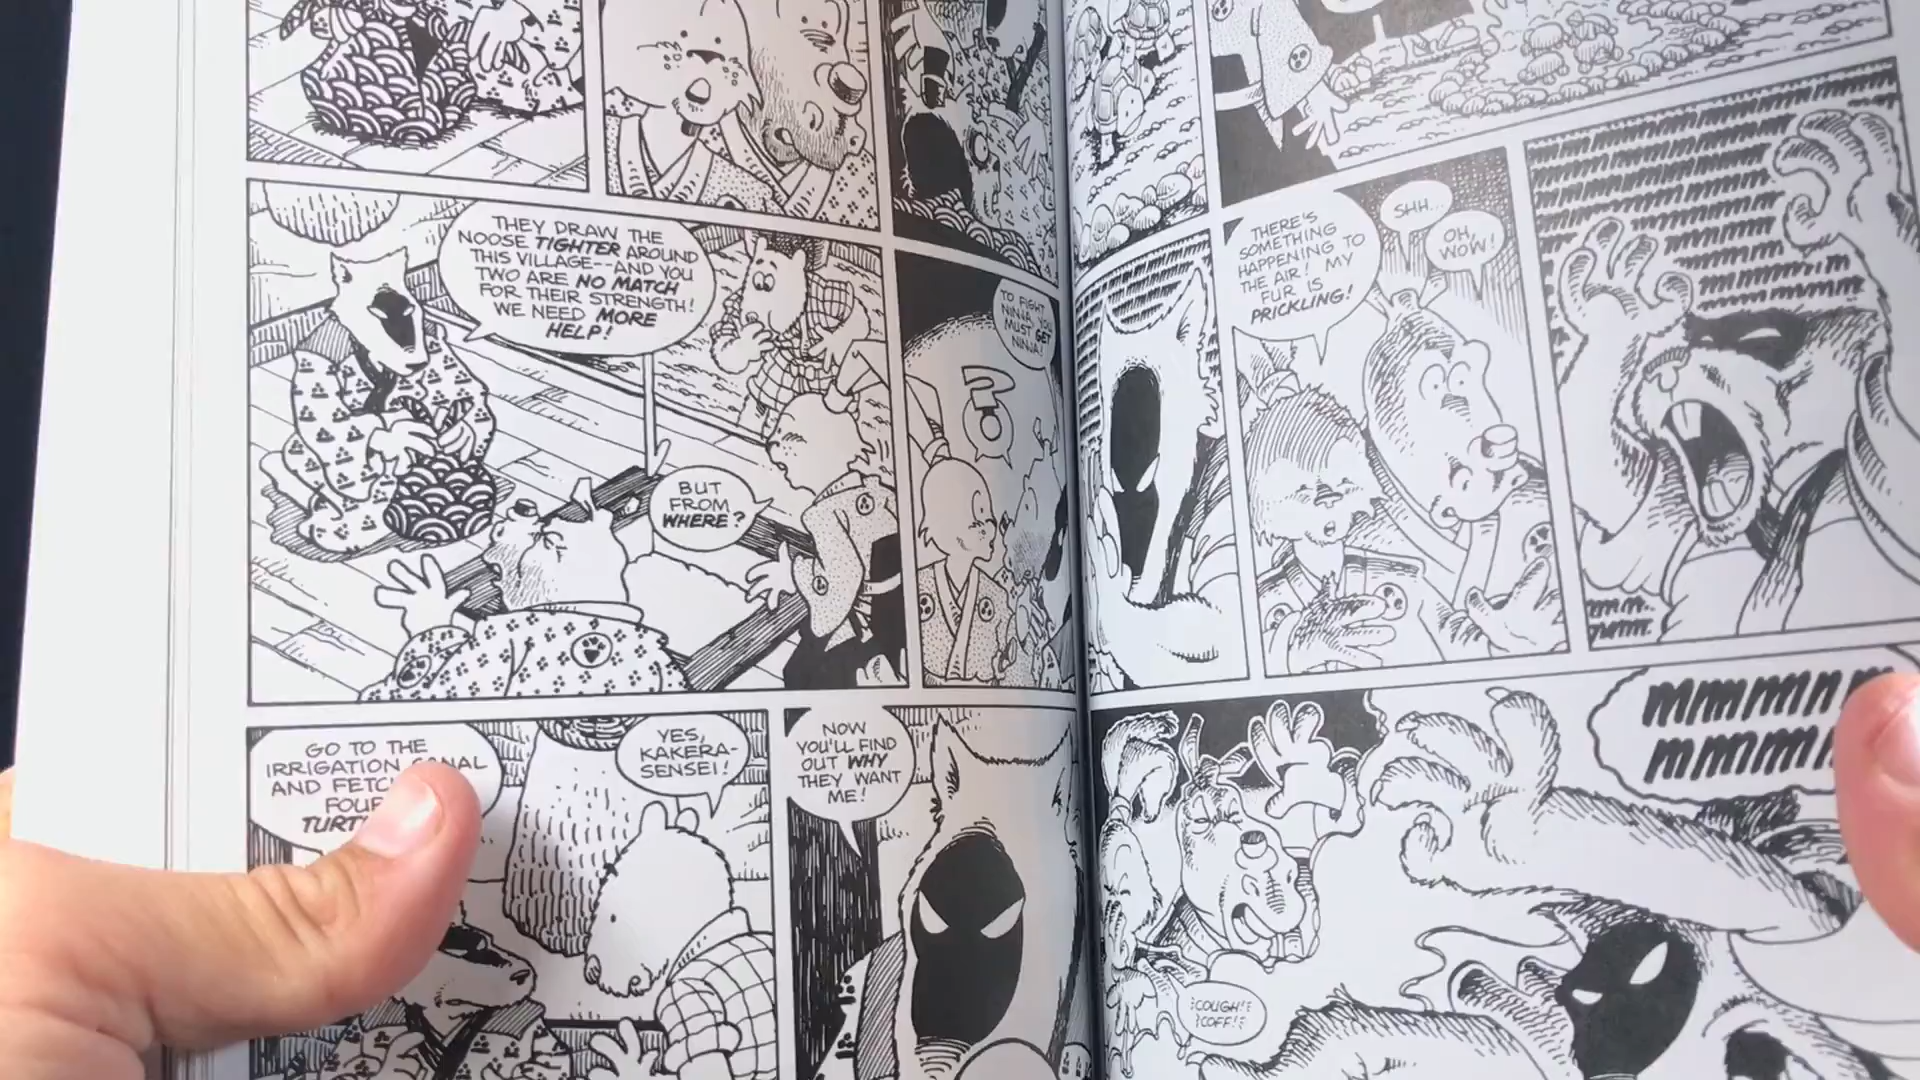 THEY DRAW THE
NOOSE TIGHTER AROUND
THIS VILLAGE--AND YOU
TWO ARE NO MATCH
FOR THEIR STRENGTH!
WE NEED MORE
HELP!
BUT
FROM
WHERE?
TO FIGHT
NINJA, YOU
MUST GET
NINJA!
?
GO TO THE
IRRIGATION CANAL
AND FETCH
FOUR
YES,
KAKERA-
SENSEI!
NOW
YOU'LL FIND
OUT WHY
THEY WANT
ME!
THERE'S
SOMETHING
HAPPENING TO
THE AIR! MY
FUR IS
PRICKLING!
SHH...
OH,
WOW!
COUGH!
COFF!